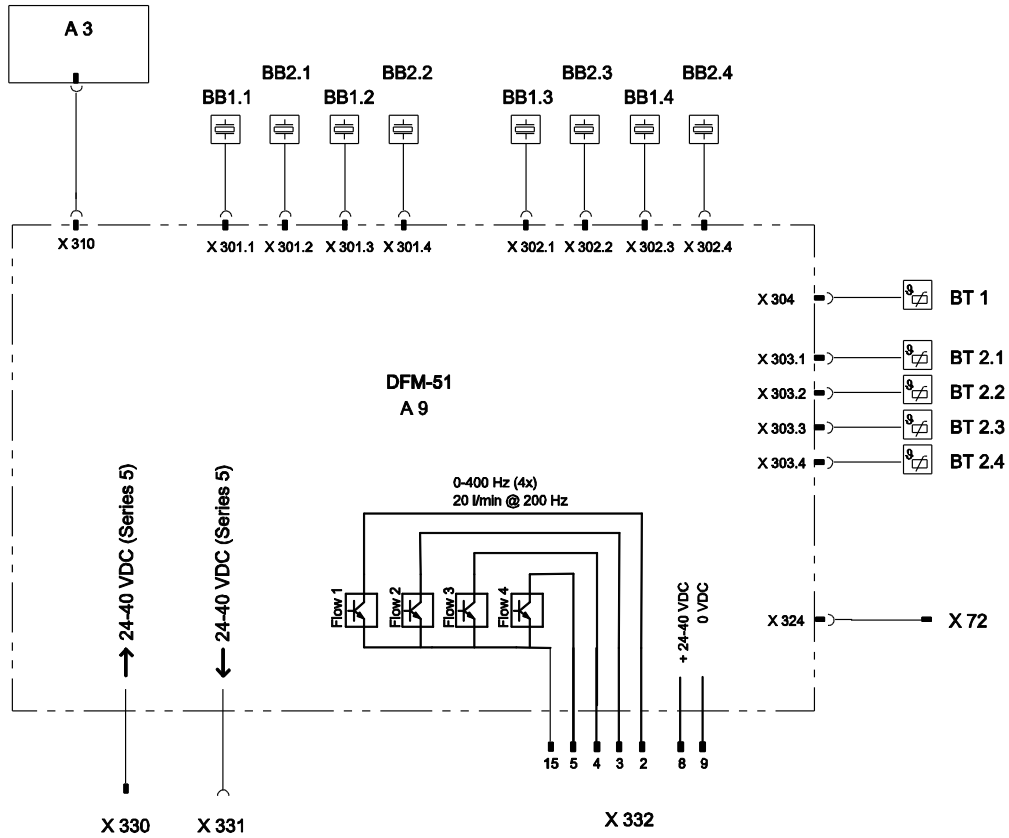 A 3
BB2.1
BB2.2
BB2.3
BB2.4
BB1.1
BB1.2
BB1.3
BB1.4
X 310
X 301.1
X 301.2
X 301.3
X 301.4
X 302.1
X 302.2
X 302.3
X 302.4
X 304
ϑ
BT 1
X 303.1
ϑ
BT 2.1
X 303.2
ϑ
BT 2.2
X 303.3
ϑ
BT 2.3
X 303.4
ϑ
BT 2.4
DFM-51
A 9
24-40 VDC (Series 5)
24-40 VDC (Series 5)
0-400 Hz (4x)
20 l/min @ 200 Hz
Flow 1
Flow 2
Flow 3
Flow 4
+ 24-40 VDC
0 VDC
X 324
X 72
15
5
4
3
2
8
9
X 330
X 331
X 332